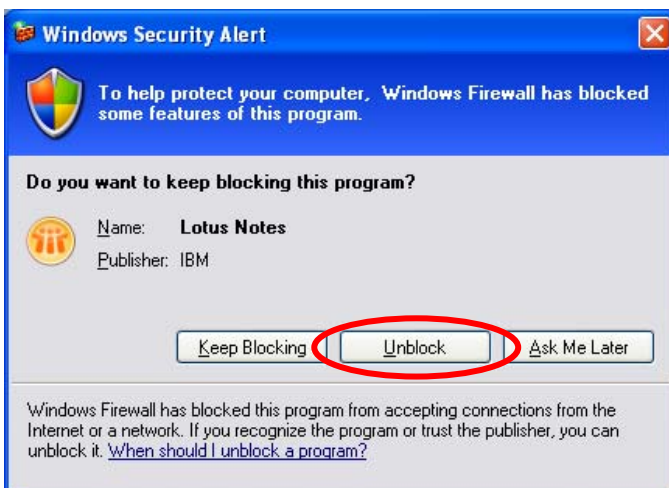 Windows Security Alert
To help protect your computer, Windows Firewall has blocked
some features of this program.
Do you want to keep blocking this program?
Name: Lotus Notes
Publisher: IBM
Keep Blocking Unblock Ask Me Later
Windows Firewall has blocked this program from accepting connections from the
Internet or a network. If you recognize the program or trust the publisher, you can
unblock it. When should I unblock a program?